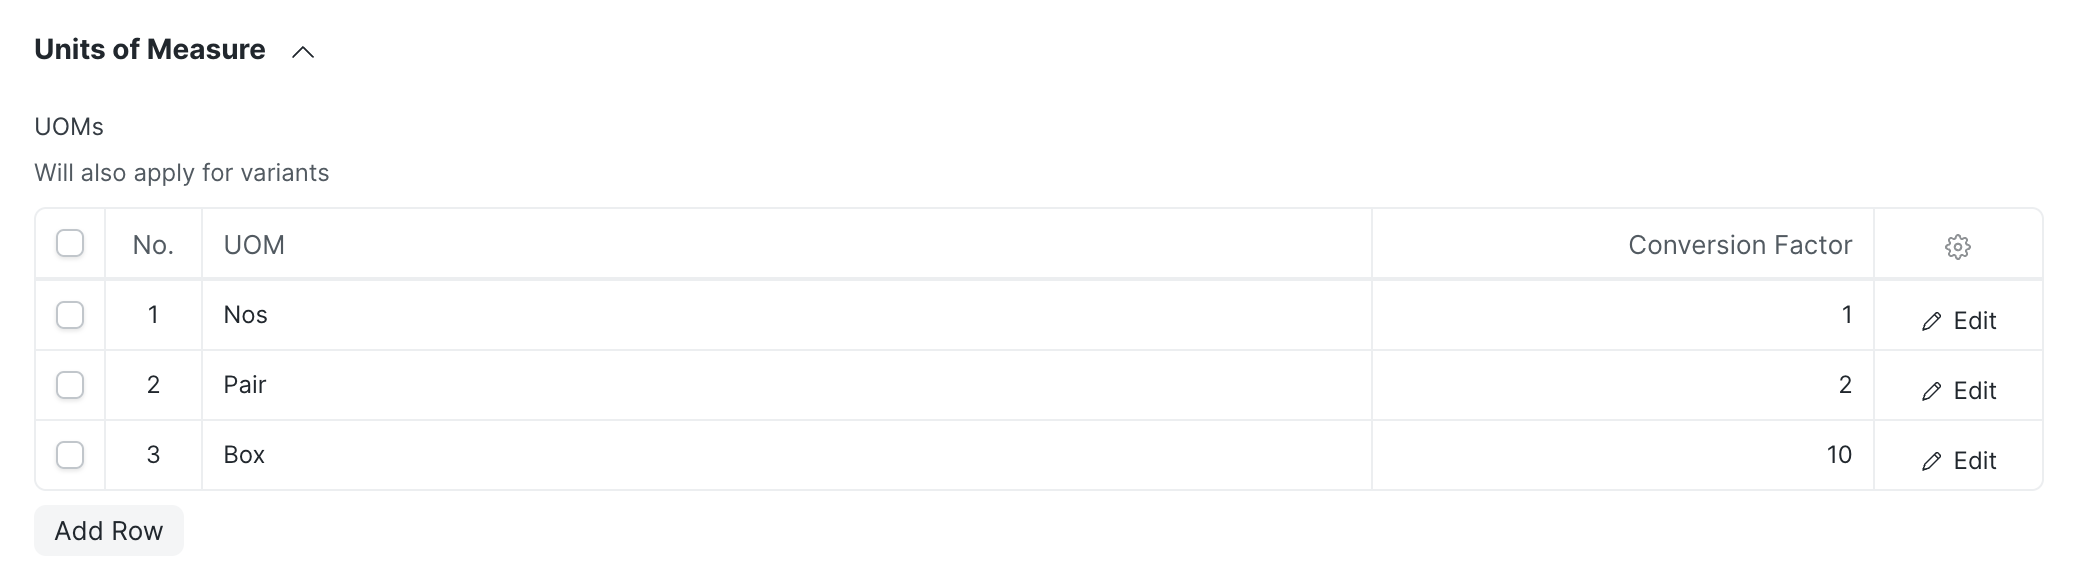 Units of Measure
UOMs
Will also apply for variants
No. UOM Conversion Factor
1 Nos 1 Edit
2 Pair 2 Edit
3 Box 10 Edit
Add Row